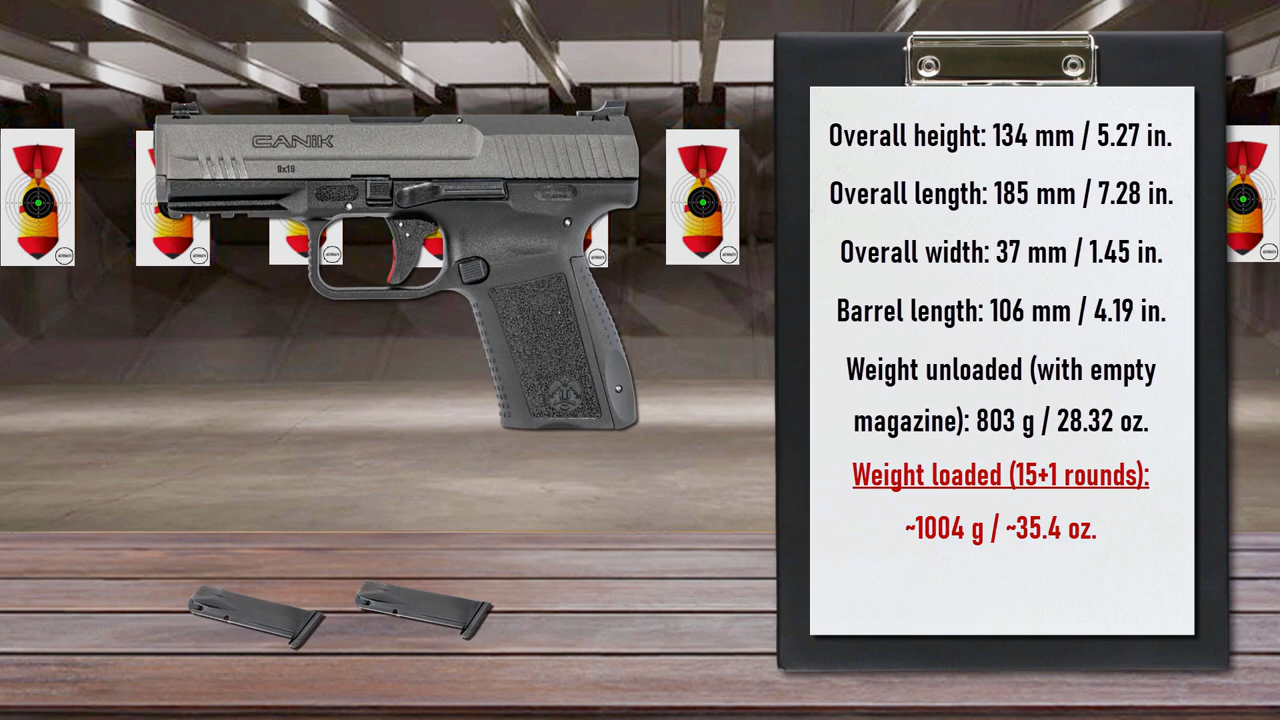 CANiK
9x19
Overall height: 134 mm / 5.27 in.
Overall length: 185 mm / 7.28 in.
Overall width: 37 mm / 1.45 in.
Barrel length: 106 mm / 4.19 in.
Weight unloaded (with empty
magazine): 803 g / 28.32 oz.
Weight loaded (15+1 rounds):
~1004 g / ~35.4 oz.